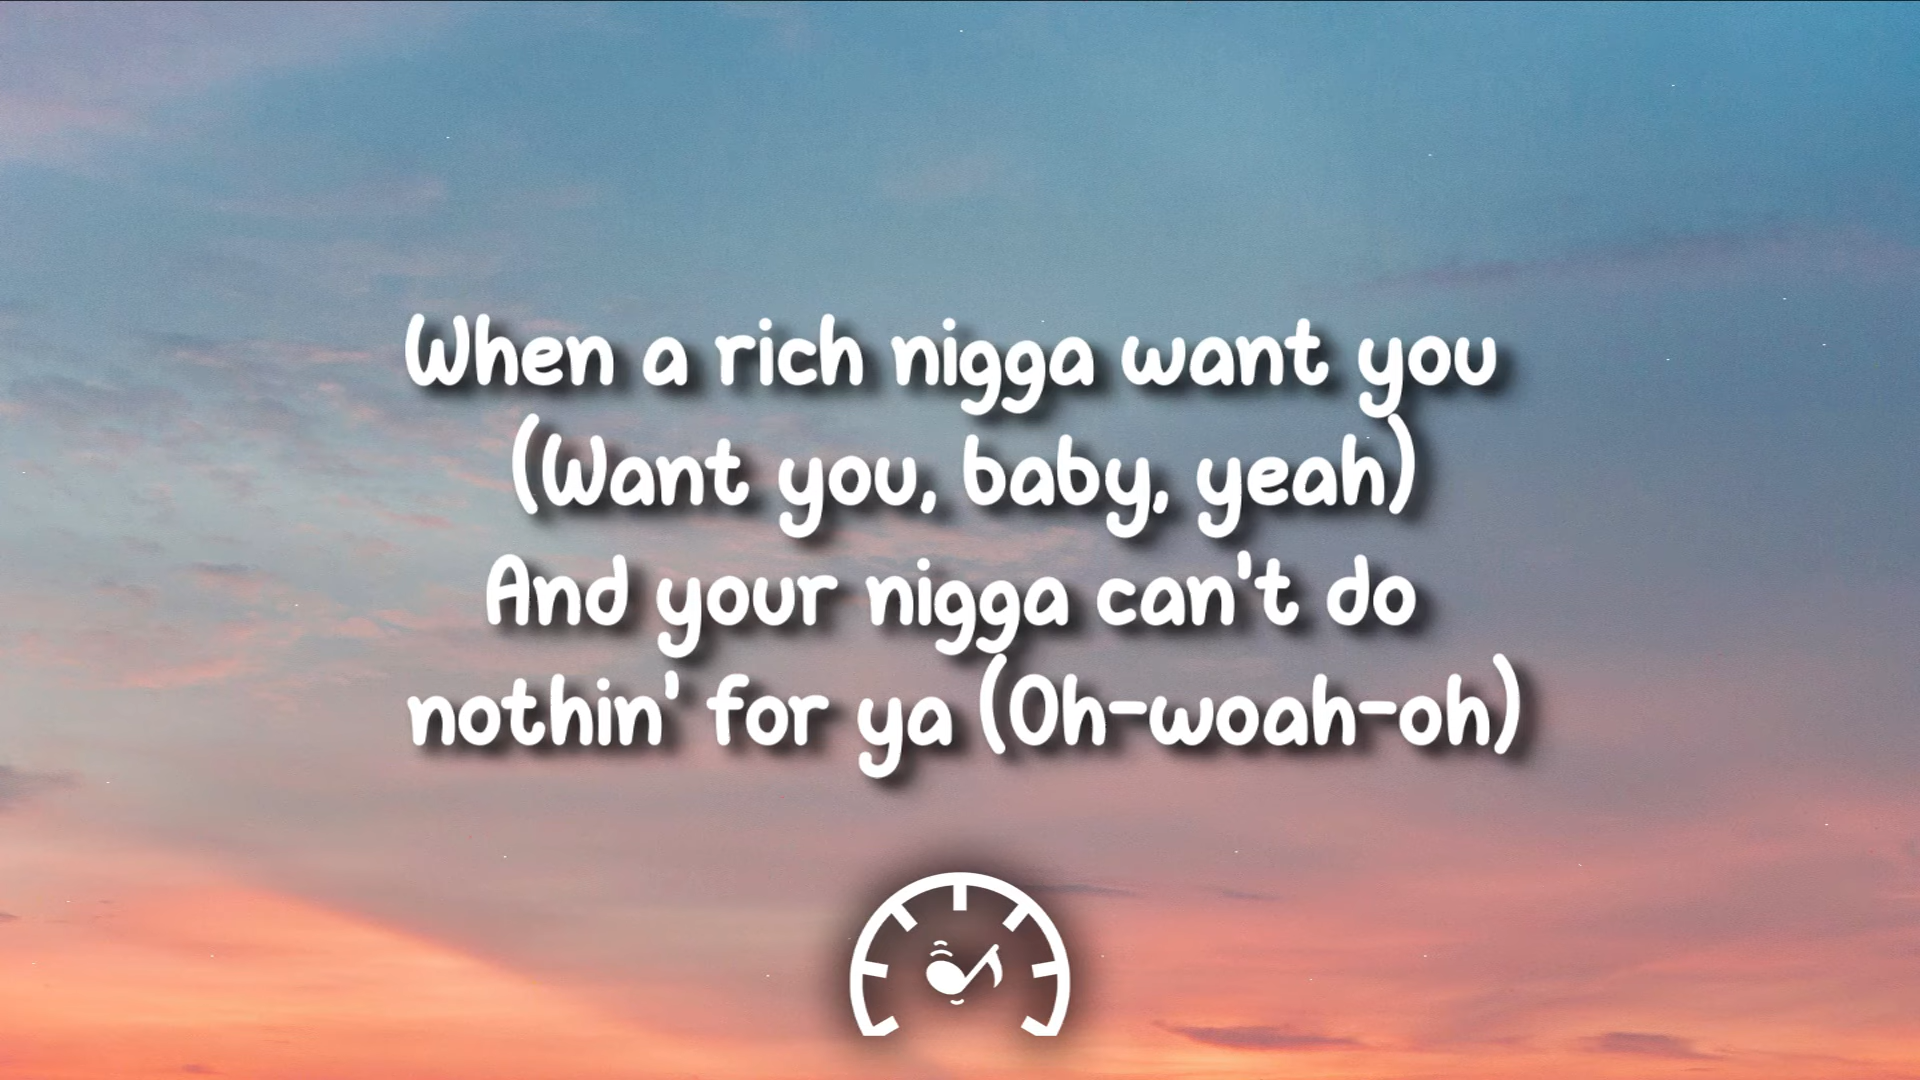 When a rich nigga want you
(Want you, baby, yeah)
And your nigga can't do
nothin' for ya (Oh-woah-oh)